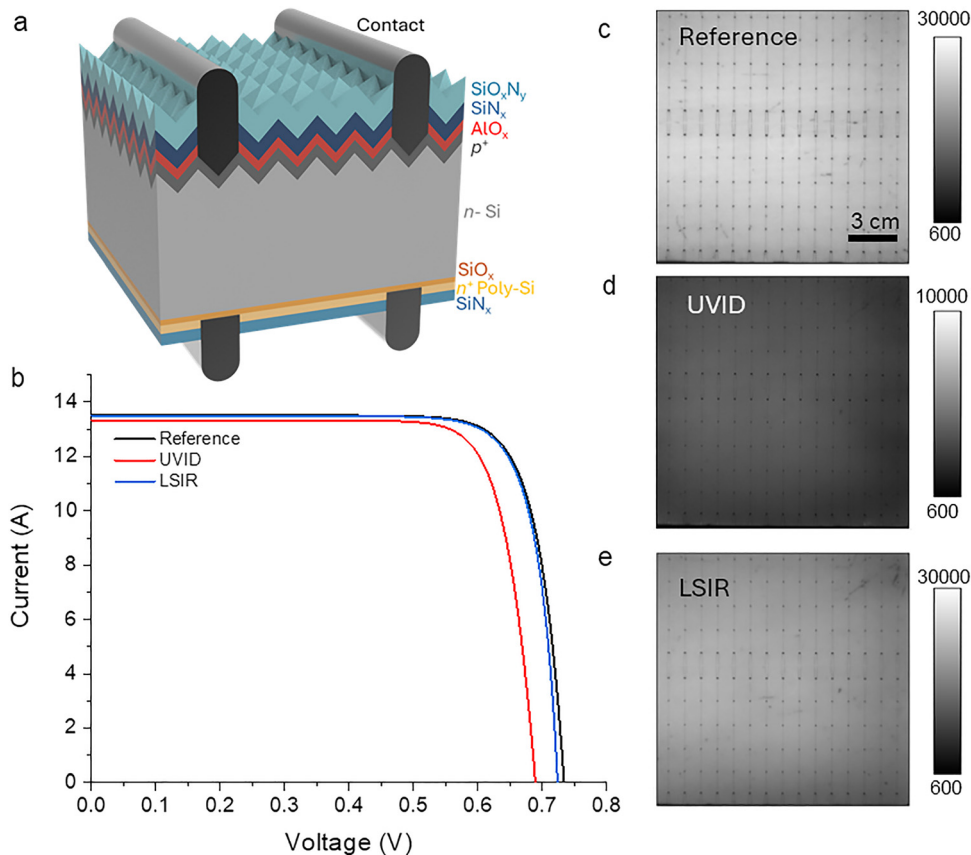 a
Contact
SiOₓNᵧ
SiNₓ
AlOₓ
p⁺
n- Si
SiOₓ
n⁺ Poly-Si
SiNₓ
b
14
12
10
8
6
4
2
0
Current (A)
Reference
UVID
LSIR
0.0 0.1 0.2 0.3 0.4 0.5 0.6 0.7 0.8
Voltage (V)
c
Reference
3 cm
30000
600
d
UVID
10000
600
e
LSIR
30000
600